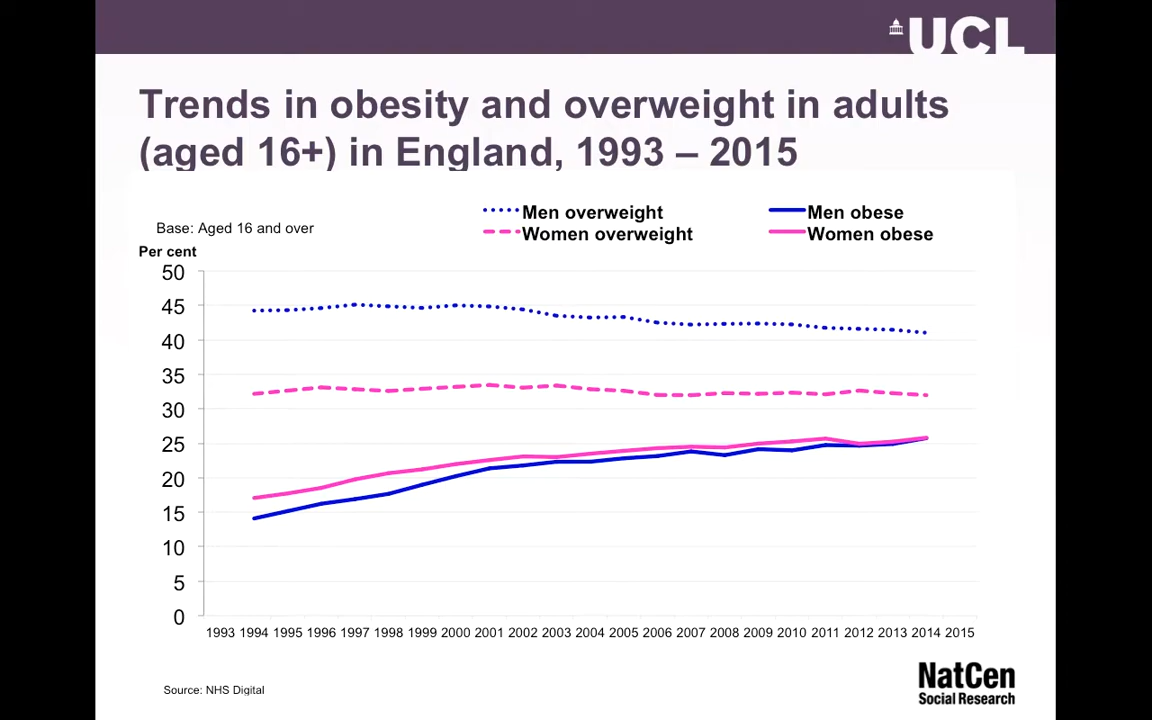 UCL
Trends in obesity and overweight in adults
(aged 16+) in England, 1993 – 2015
Men overweight Men obese
Base: Aged 16 and over
Women overweight Women obese
Per cent
50
45
40
35
30
25
20
15
10
5
0
1993 1994 1995 1996 1997 1998 1999 2000 2001 2002 2003 2004 2005 2006 2007 2008 2009 2010 2011 2012 2013 2014 2015
NatCen
Social Research
Source: NHS Digital